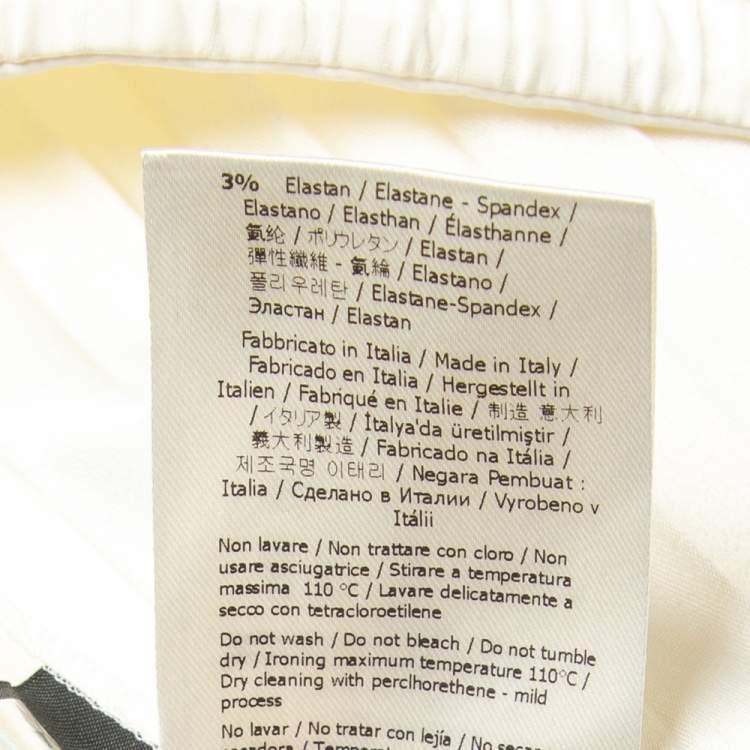 3% Elastan / Elastane - Spandex /
Elastano / Elasthan / Élasthanne /
氨纶 / ポリウレタン / Elastan /
彈性纖維 - 氨綸 / Elastano /
폴리우레탄 / Elastane-Spandex /
Эластан / Elastan
Fabbricato in Italia / Made in Italy /
Fabricado en Italia / Hergestellt in
Italien / Fabriqué en Italie / 制造 意大利
/ イタリア製 / İtalya'da üretilmiştir /
義大利製造 / Fabricado na Itália /
제조국명 이태리 / Negara Pembuat :
Italia / Сделано в Италии / Vyrobeno v
Itálii
Non lavare / Non trattare con cloro / Non
usare asciugatrice / Stirare a temperatura
massima 110 °C / Lavare delicatamente a
secco con tetracloroetilene
Do not wash / Do not bleach / Do not tumble
dry / Ironing maximum temperature 110°C /
Dry cleaning with perclhorethene - mild
process
No lavar / No tratar con lejía / No secar